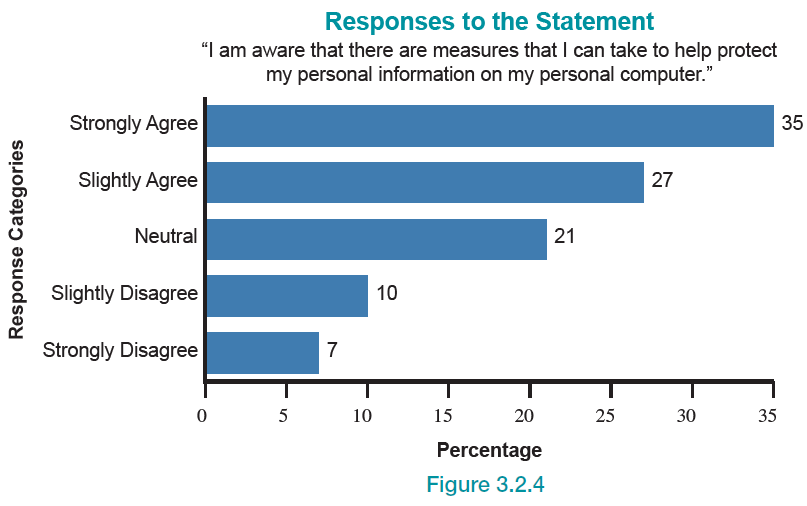 Responses to the Statement
“I am aware that there are measures that I can take to help protect
my personal information on my personal computer.”
Response Categories
Strongly Agree 35
Slightly Agree 27
Neutral 21
Slightly Disagree 10
Strongly Disagree 7
0 5 10 15 20 25 30 35
Percentage
Figure 3.2.4